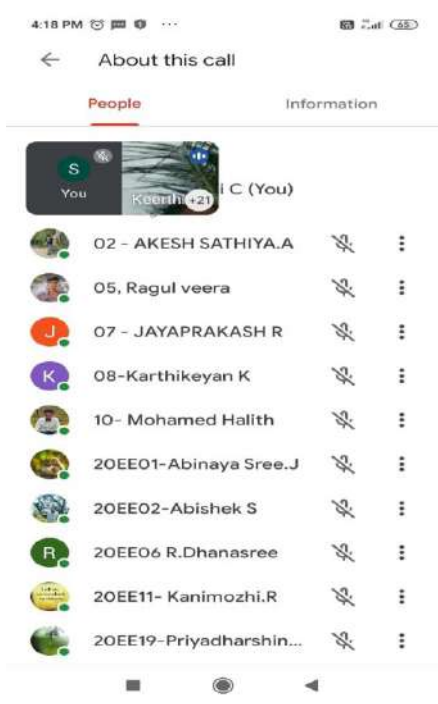 4:18 PM
65
About this call
People
Information
S
You
Keerthi
+21
i C (You)
02 - AKESH SATHIYA.A
05, Ragul veera
J
07 - JAYAPRAKASH R
K
08-Karthikeyan K
10- Mohamed Halith
20EE01-Abinaya Sree.J
20EE02-Abishek S
R
20EE06 R.Dhanasree
20EE11- Kanimozhi.R
20EE19-Priyadharshin...